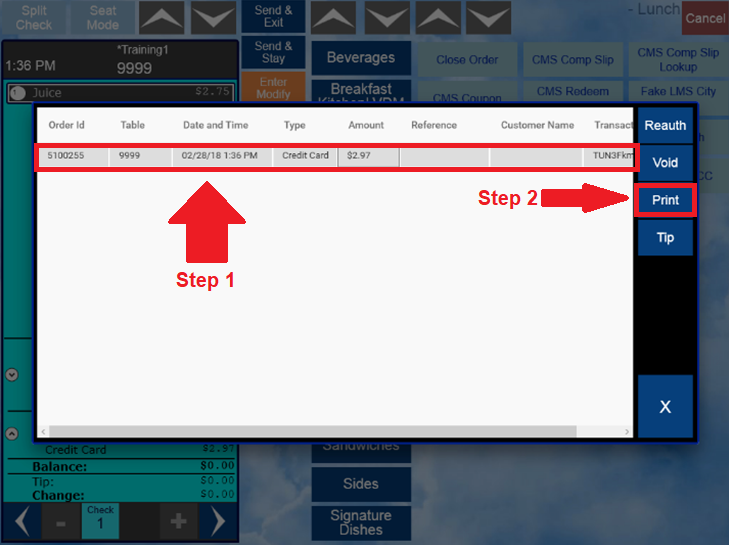 Split
Check
Seat
Mode
Send &
Exit
- Lunch
Cancel
*Training1
1:36 PM
9999
Send &
Stay
Enter
Modify
Beverages
Breakfast
Close Order
CMS Comp Slip
CMS Comp Slip
Lookup
CMS Coupon
CMS Redeem
Fake LMS City
1 Juice $2.75
Order Id Table Date and Time Type Amount Reference Customer Name Transact
5100255 9999 02/28/18 1:36 PM Credit Card $2.97 TUN3Fkm
Reauth
Void
Print
Tip
X
Step 1
Step 2
Credit Card $2.97
Balance: $0.00
Tip: $0.00
Change: $0.00
Check
1
- +
Sandwiches
Sides
Signature
Dishes